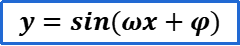 y = sin(ωx + φ)